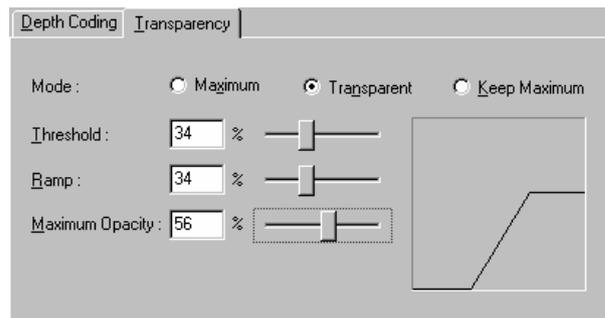 Depth Coding Transparency
Mode : Maximum Transparent Keep Maximum
Threshold : 34 %
Ramp : 34 %
Maximum Opacity : 56 %